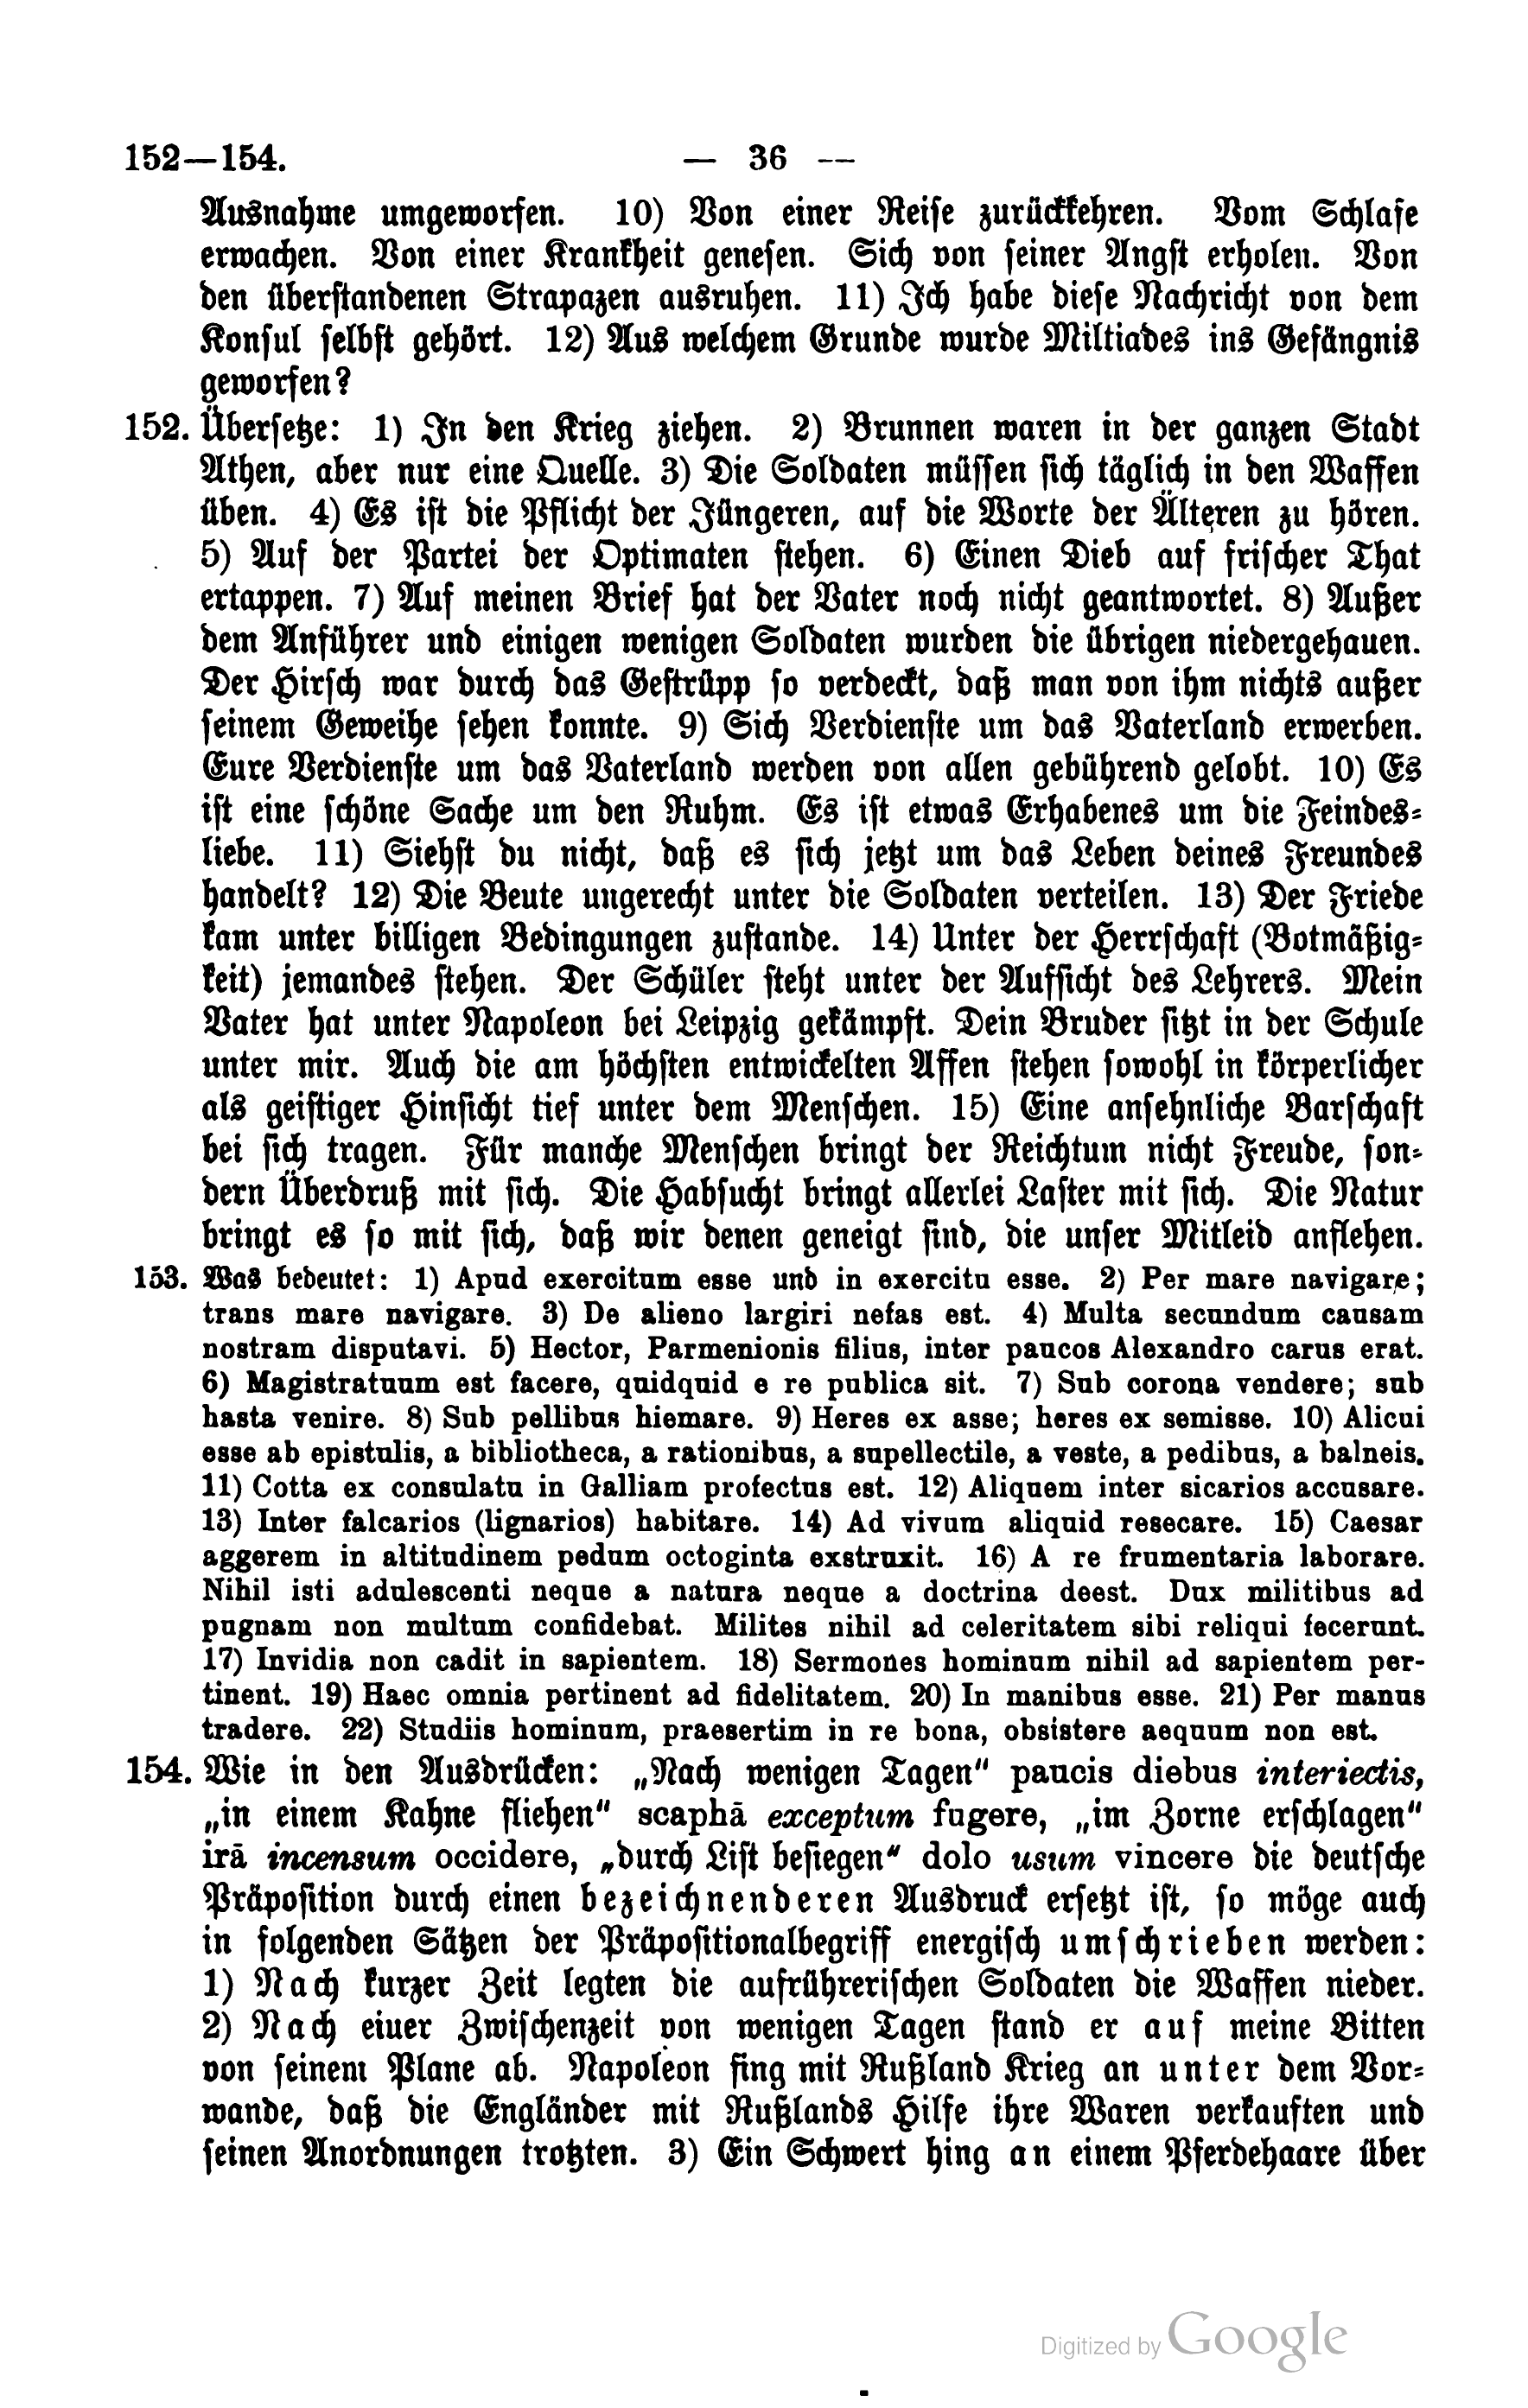 152—154. — 36 —
Ausnahme umgeworfen. 10) Von einer Reise zurückkehren. Vom Schlafe
erwachen. Von einer Krankheit genesen. Sich von seiner Angst erholen. Von
den überstandenen Strapazen ausruhen. 11) Ich habe diese Nachricht von dem
Konsul selbst gehört. 12) Aus welchem Grunde wurde Miltiades ins Gefängnis
geworfen?
152. Übersetze: 1) In den Krieg ziehen. 2) Brunnen waren in der ganzen Stadt
Athen, aber nur eine Quelle. 3) Die Soldaten müssen sich täglich in den Waffen
üben. 4) Es ist die Pflicht der Jüngeren, auf die Worte der Älteren zu hören.
5) Auf der Partei der Optimaten stehen. 6) Einen Dieb auf frischer That
ertappen. 7) Auf meinen Brief hat der Vater noch nicht geantwortet. 8) Außer
dem Anführer und einigen wenigen Soldaten wurden die übrigen niedergehauen.
Der Hirsch war durch das Gestrüpp so verdeckt, daß man von ihm nichts außer
seinem Geweihe sehen konnte. 9) Sich Verdienste um das Vaterland erwerben.
Eure Verdienste um das Vaterland werden von allen gebührend gelobt. 10) Es
ist eine schöne Sache um den Ruhm. Es ist etwas Erhabenes um die Feindes-
liebe. 11) Siehst du nicht, daß es sich jetzt um das Leben deines Freundes
handelt? 12) Die Beute ungerecht unter die Soldaten verteilen. 13) Der Friede
kam unter billigen Bedingungen zustande. 14) Unter der Herrschaft (Botmäßig-
keit) jemandes stehen. Der Schüler steht unter der Aufsicht des Lehrers. Mein
Vater hat unter Napoleon bei Leipzig gekämpft. Dein Bruder sitzt in der Schule
unter mir. Auch die am höchsten entwickelten Affen stehen sowohl in körperlicher
als geistiger Hinsicht tief unter dem Menschen. 15) Eine ansehnliche Barschaft
bei sich tragen. Für manche Menschen bringt der Reichtum nicht Freude, son-
dern Überdruß mit sich. Die Habsucht bringt allerlei Laster mit sich. Die Natur
bringt es so mit sich, daß wir denen geneigt sind, die unser Mitleid anflehen.
153. Was bedeutet: 1) Apud exercitum esse und in exercitu esse. 2) Per mare navigare;
trans mare navigare. 3) De alieno largiri nefas est. 4) Multa secundum causam
nostram disputavi. 5) Hector, Parmenionis filius, inter paucos Alexandro carus erat.
6) Magistratuum est facere, quidquid e re publica sit. 7) Sub corona vendere; sub
hasta venire. 8) Sub pellibus hiemare. 9) Heres ex asse; heres ex semisse. 10) Alicui
esse ab epistulis, a bibliotheca, a rationibus, a supellectile, a veste, a pedibus, a balneis.
11) Cotta ex consulatu in Galliam profectus est. 12) Aliquem inter sicarios accusare.
13) Inter falcarios (lignarios) habitare. 14) Ad vivum aliquid resecare. 15) Caesar
aggerem in altitudinem pedum octoginta exstruxit. 16) A re frumentaria laborare.
Nihil isti adulescenti neque a natura neque a doctrina deest. Dux militibus ad
pugnam non multum confidebat. Milites nihil ad celeritatem sibi reliqui fecerunt.
17) Invidia non cadit in sapientem. 18) Sermones hominum nihil ad sapientem per-
tinent. 19) Haec omnia pertinent ad fidelitatem. 20) In manibus esse. 21) Per manus
tradere. 22) Studiis hominum, praesertim in re bona, obsistere aequum non est.
154. Wie in den Ausdrücken: „Nach wenigen Tagen“ paucis diebus interiectis,
„in einem Kahne fliehen“ scaphā exceptum fugere, „im Zorne erschlagen“
irā incensum occidere, „durch List besiegen“ dolo usum vincere die deutsche
Präposition durch einen bezeichnenderen Ausdruck ersetzt ist, so möge auch
in folgenden Sätzen der Präpositionalbegriff energisch umschrieben werden:
1) Nach kurzer Zeit legten die aufrührerischen Soldaten die Waffen nieder.
2) Nach einer Zwischenzeit von wenigen Tagen stand er auf meine Bitten
von seinem Plane ab. Napoleon fing mit Rußland Krieg an unter dem Vor-
wande, daß die Engländer mit Rußlands Hilfe ihre Waren verkauften und
seinen Anordnungen trotzten. 3) Ein Schwert hing an einem Pferdehaare über
Digitized by Google